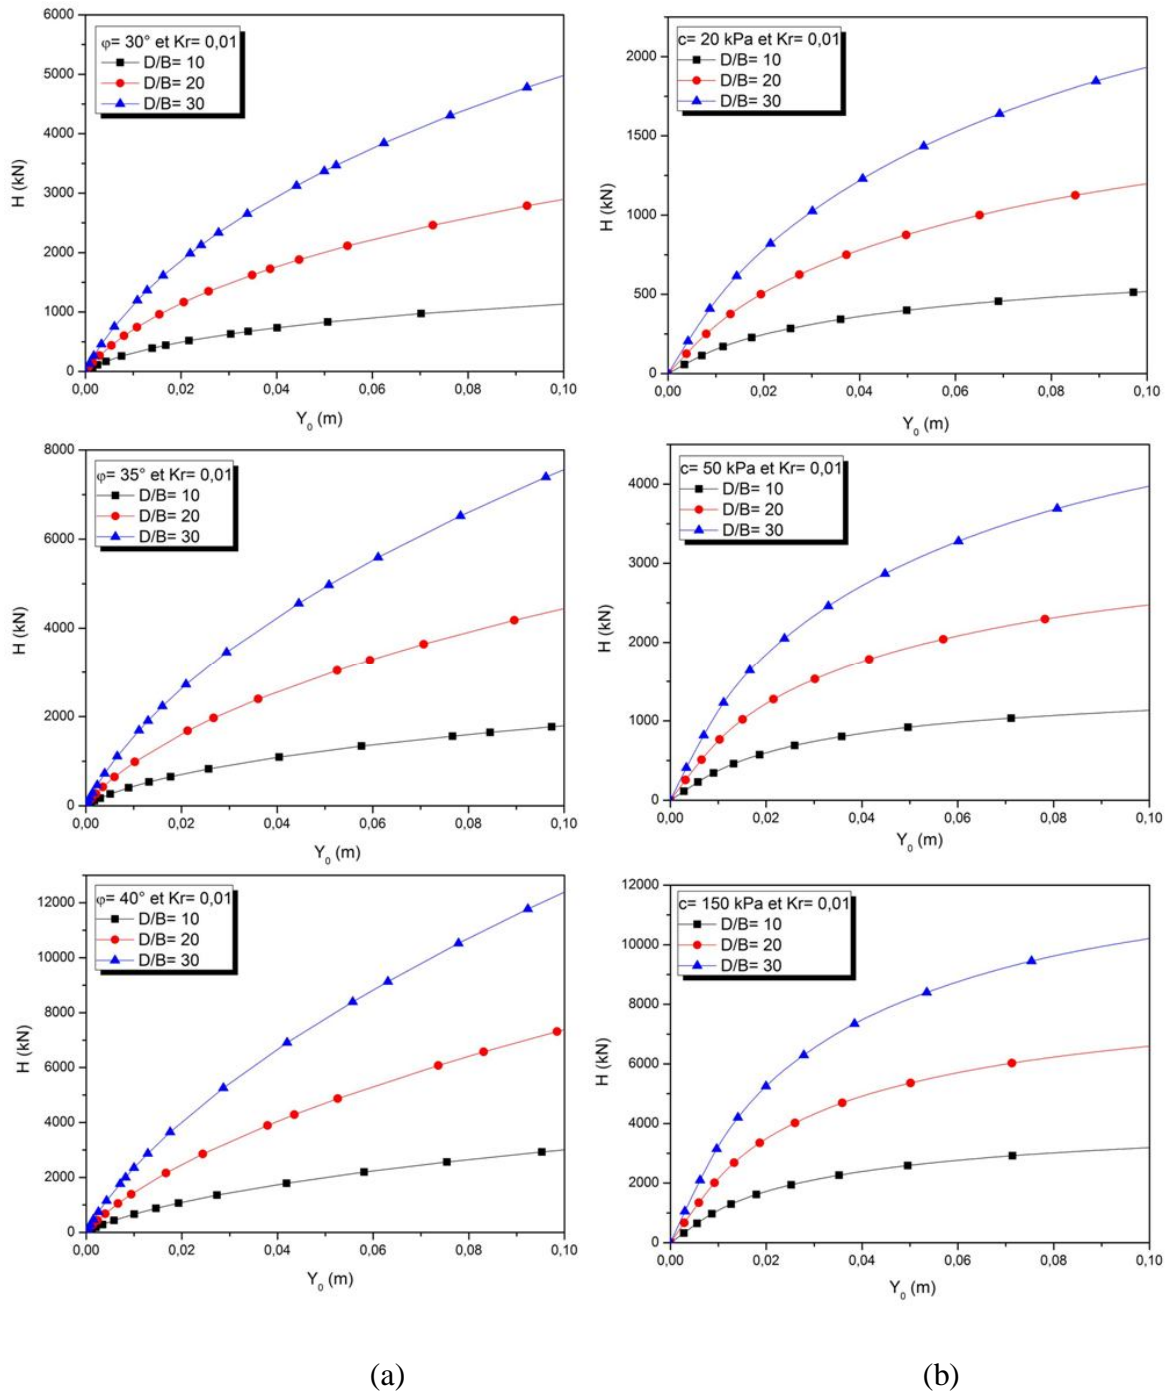 6000
5000
4000
3000
2000
1000
0
H (kN)
φ= 30° et Kr= 0,01
D/B= 10
D/B= 20
D/B= 30
0,00 0,02 0,04 0,06 0,08 0,10
Y₀ (m)
2000
1500
1000
500
0
H (kN)
c= 20 kPa et Kr= 0,01
D/B= 10
D/B= 20
D/B= 30
0,00 0,02 0,04 0,06 0,08 0,10
Y₀ (m)
8000
6000
4000
2000
0
H (kN)
φ= 35° et Kr= 0,01
D/B= 10
D/B= 20
D/B= 30
0,00 0,02 0,04 0,06 0,08 0,10
Y₀ (m)
4000
3000
2000
1000
0
H (kN)
c= 50 kPa et Kr= 0,01
D/B= 10
D/B= 20
D/B= 30
0,00 0,02 0,04 0,06 0,08 0,10
Y₀ (m)
12000
10000
8000
6000
4000
2000
0
H (kN)
φ= 40° et Kr= 0,01
D/B= 10
D/B= 20
D/B= 30
0,00 0,02 0,04 0,06 0,08 0,10
Y₀ (m)
12000
10000
8000
6000
4000
2000
0
H (kN)
c= 150 kPa et Kr= 0,01
D/B= 10
D/B= 20
D/B= 30
0,00 0,02 0,04 0,06 0,08 0,10
Y₀ (m)
(a) (b)